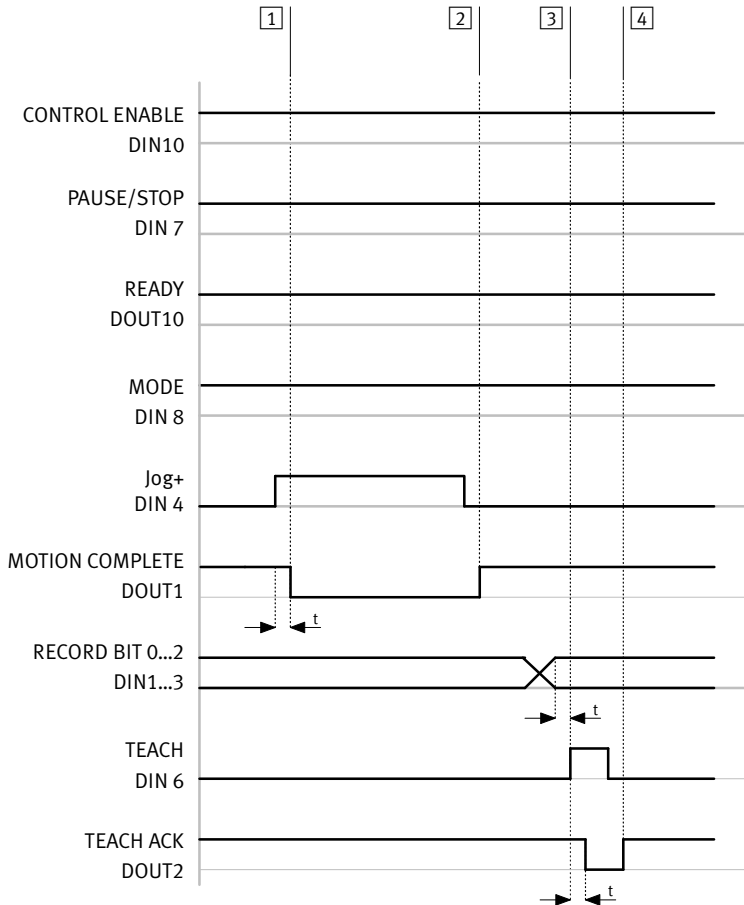 1 2 3 4
CONTROL ENABLE
DIN10
PAUSE/STOP
DIN 7
READY
DOUT10
MODE
DIN 8
Jog+
DIN 4
MOTION COMPLETE
DOUT1
t
RECORD BIT 0...2
DIN1...3
t
TEACH
DIN 6
TEACH ACK
DOUT2
t